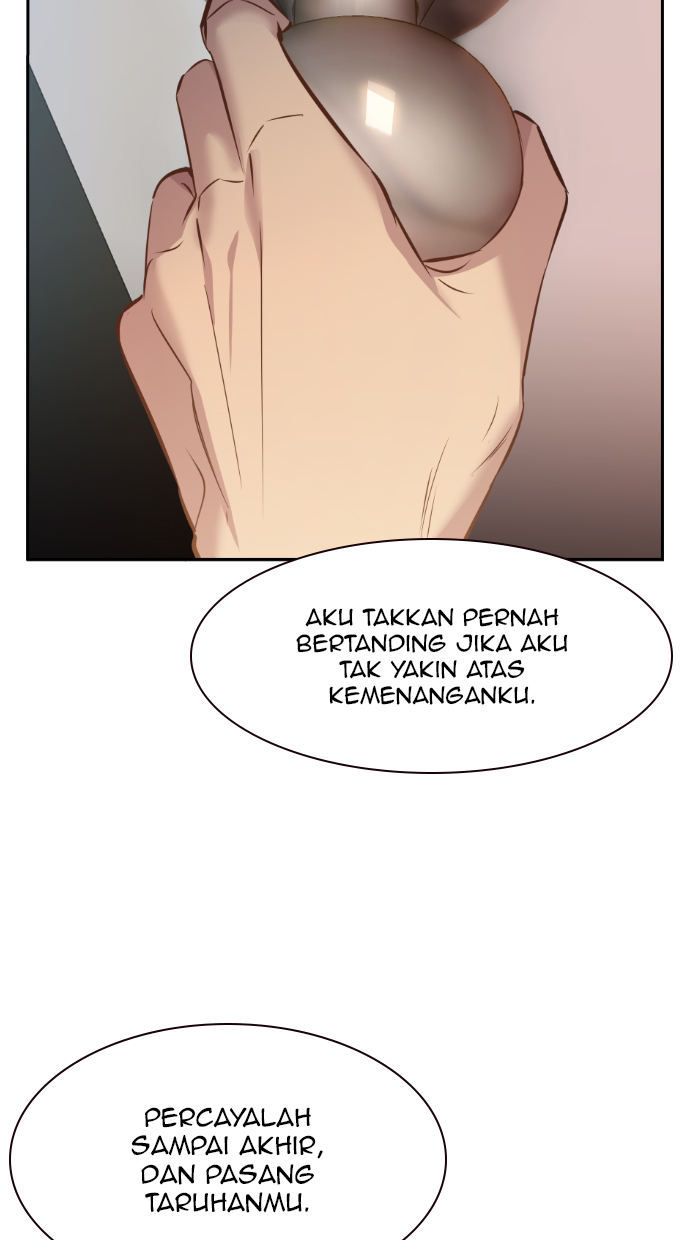 AKU TAKKAN PERNAH
BERTANDING JIKA AKU
TAK YAKIN ATAS
KEMENANGANKU.
PERCAYALAH
SAMPAI AKHIR,
DAN PASANG
TARUHANMU.